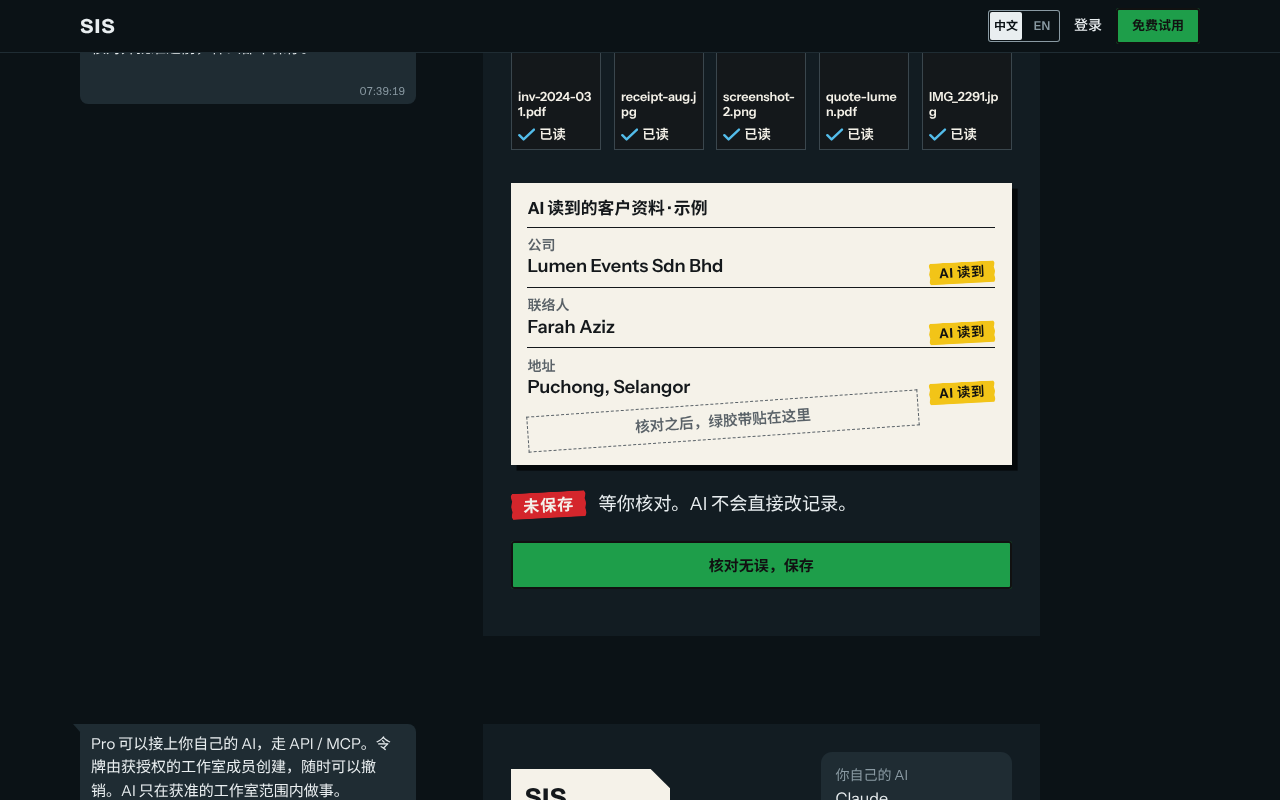 SIS
中文
EN
登录
免费试用
07:39:19
inv-2024-03
1.pdf
已读
receipt-aug.j
pg
已读
screenshot-
2.png
已读
quote-lume
n.pdf
已读
IMG_2291.jp
g
已读
AI 读到的客户资料·示例
公司
Lumen Events Sdn Bhd
AI 读到
联络人
Farah Aziz
AI 读到
地址
Puchong, Selangor
AI 读到
核对之后，绿胶带贴在这里
未保存
等你核对。AI 不会直接改记录。
核对无误，保存
Pro 可以接上你自己的 AI，走 API / MCP。令
牌由获授权的工作室成员创建，随时可以撤
销。AI 只在获准的工作室范围内做事。
SIS
你自己的 AI
Claude